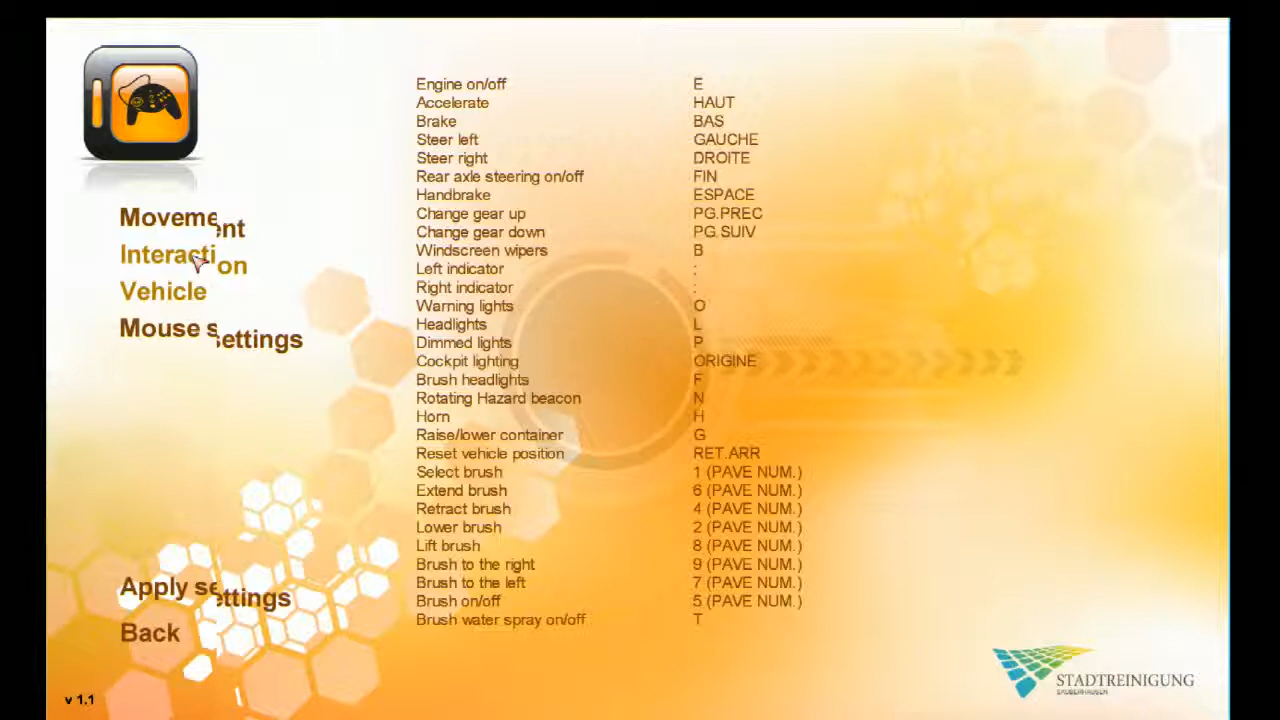 Movement
Interaction
Vehicle
Mouse settings
Apply settings
Back
v 1.1
Engine on/off E
Accelerate HAUT
Brake BAS
Steer left GAUCHE
Steer right DROITE
Rear axle steering on/off FIN
Handbrake ESPACE
Change gear up PG.PREC
Change gear down PG.SUIV
Windscreen wipers B
Left indicator ;
Right indicator :
Warning lights O
Headlights L
Dimmed lights P
Cockpit lighting ORIGINE
Brush headlights F
Rotating Hazard beacon N
Horn H
Raise/lower container G
Reset vehicle position RET.ARR
Select brush 1 (PAVE NUM.)
Extend brush 6 (PAVE NUM.)
Retract brush 4 (PAVE NUM.)
Lower brush 2 (PAVE NUM.)
Lift brush 8 (PAVE NUM.)
Brush to the right 9 (PAVE NUM.)
Brush to the left 7 (PAVE NUM.)
Brush on/off 5 (PAVE NUM.)
Brush water spray on/off T
STADTREINIGUNG
SAUBERHAUSEN